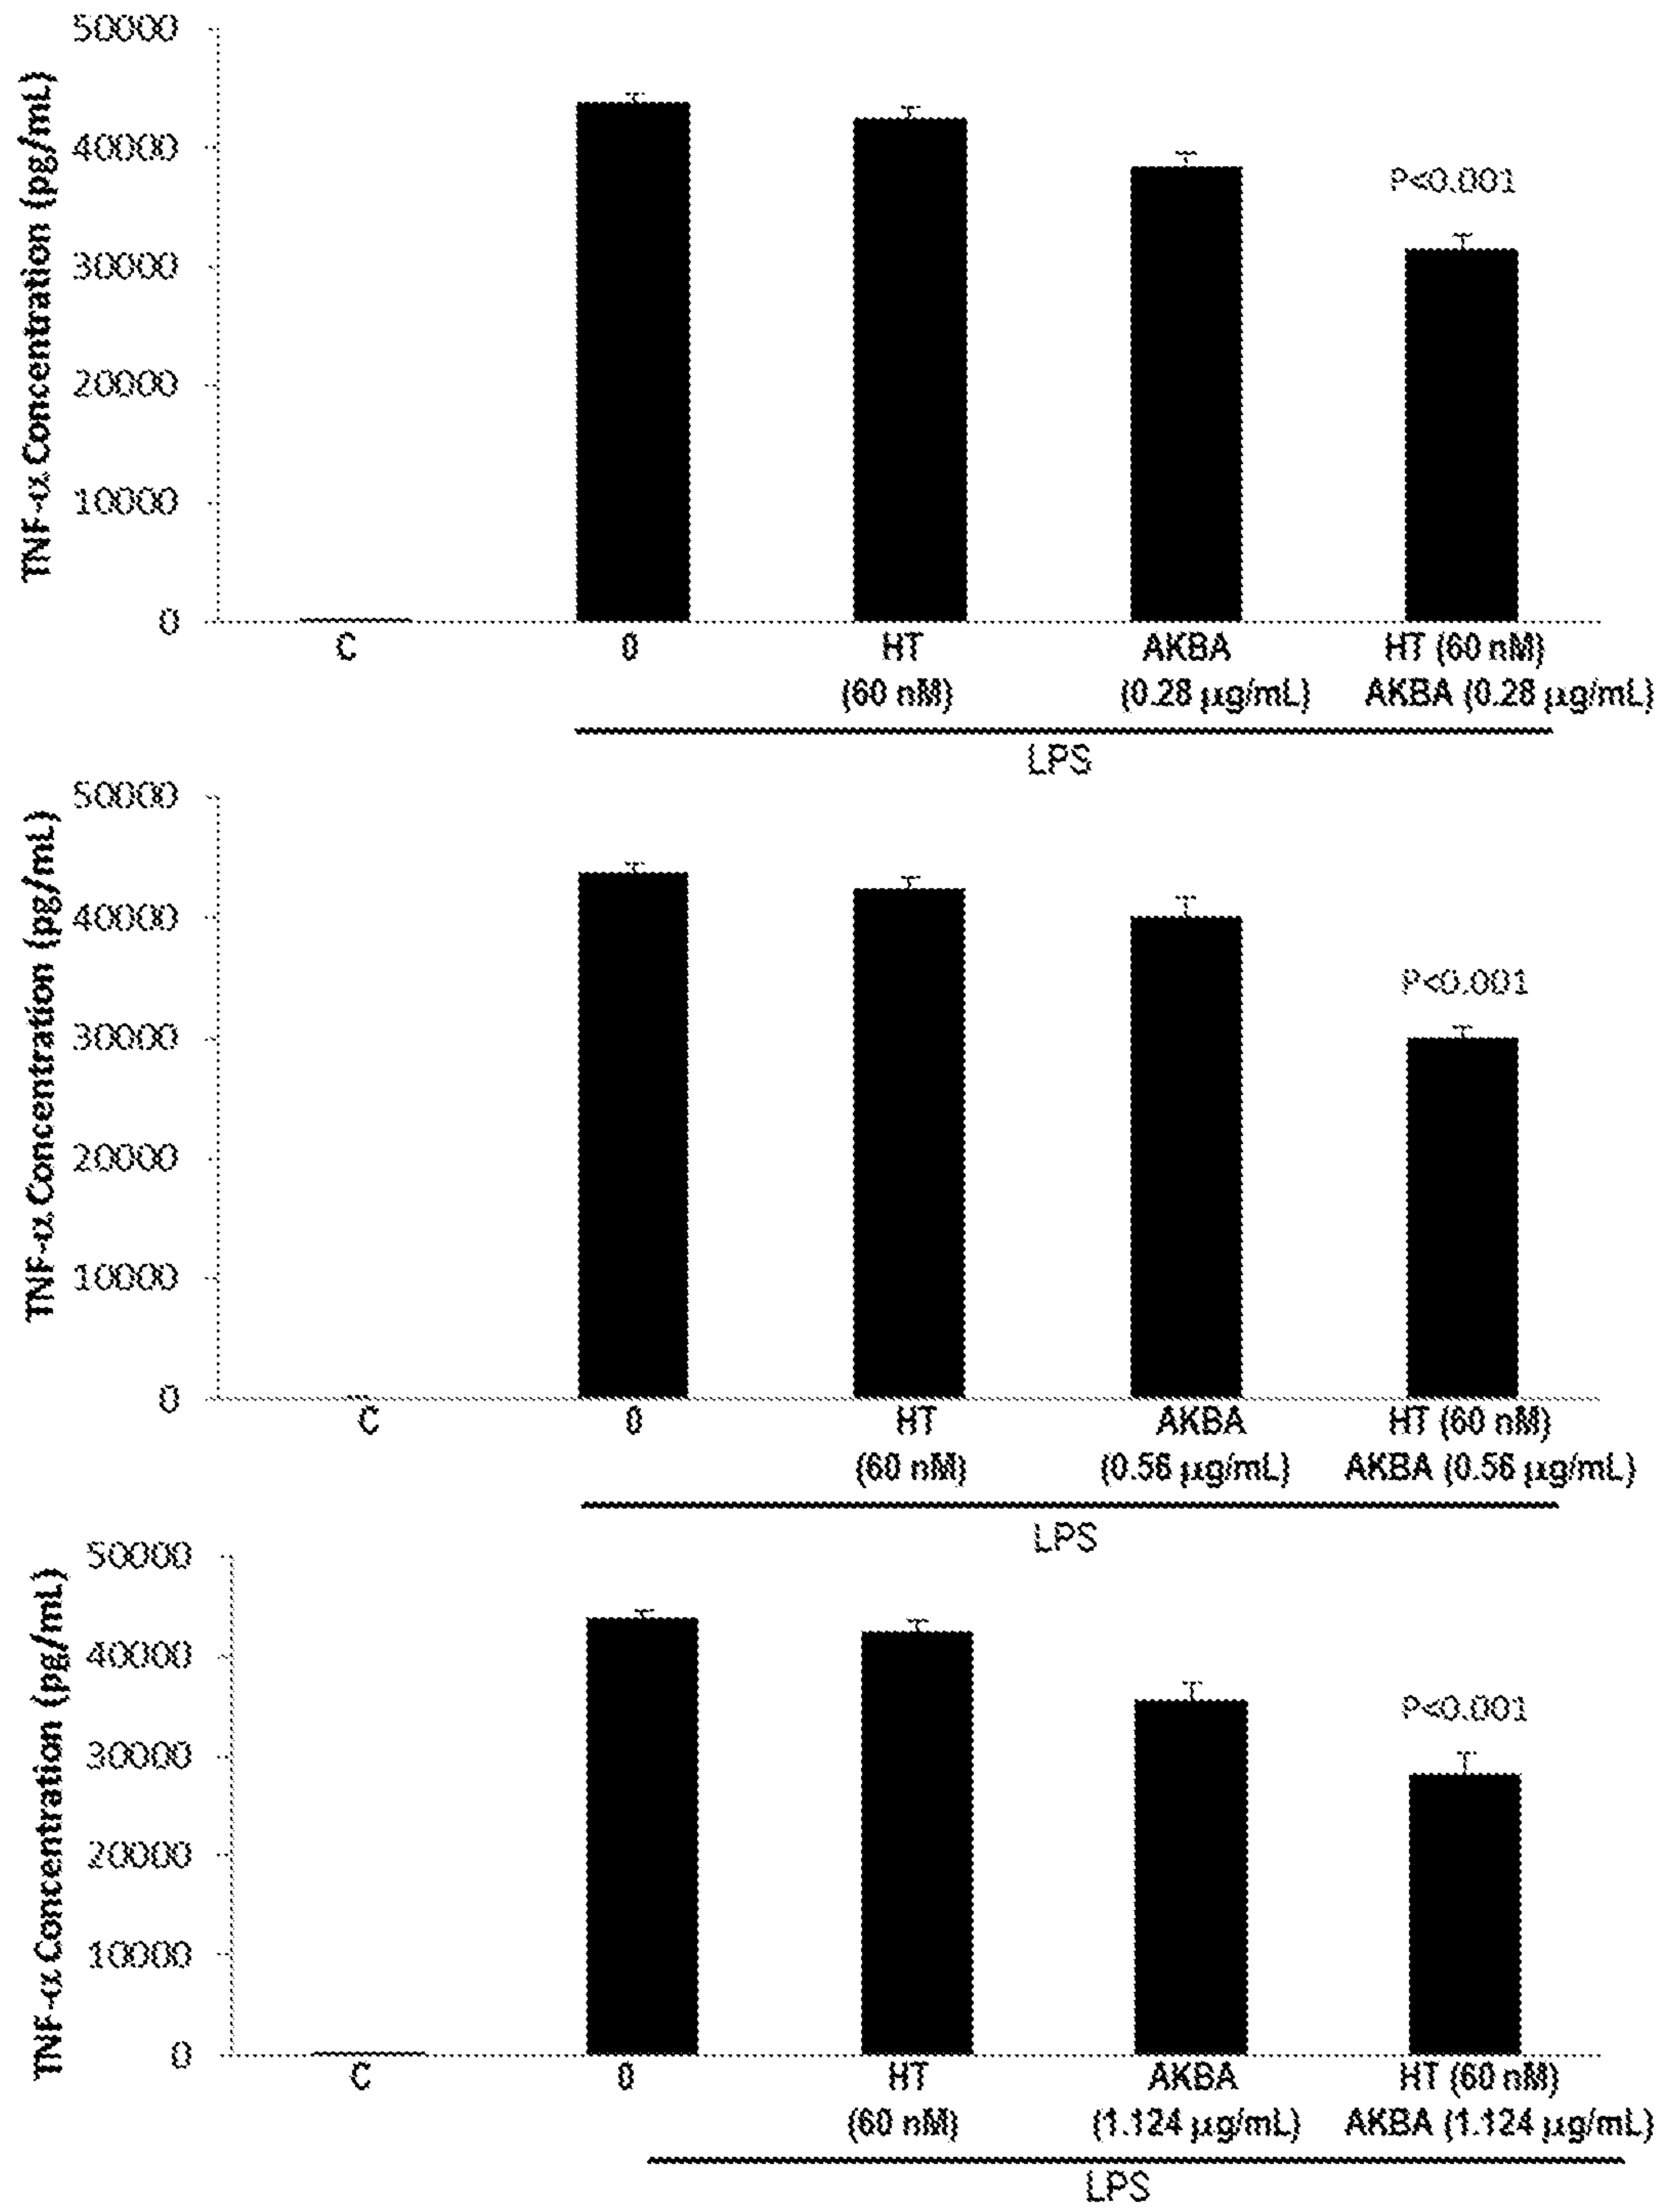 TNF-α Concentration (pg/mL)
50000
40000
30000
20000
10000
0
P<0.001
C 0 HT AKBA HT (60 nM)
(60 nM) (0.28 µg/mL) AKBA (0.28 µg/mL)
LPS
TNF-α Concentration (pg/mL)
50000
40000
30000
20000
10000
0
P<0.001
C 0 HT AKBA HT (60 nM)
(60 nM) (0.56 µg/mL) AKBA (0.56 µg/mL)
LPS
TNF-α Concentration (pg/mL)
50000
40000
30000
20000
10000
0
P<0.001
C 0 HT AKBA HT (60 nM)
(60 nM) (1.124 µg/mL) AKBA (1.124 µg/mL)
LPS